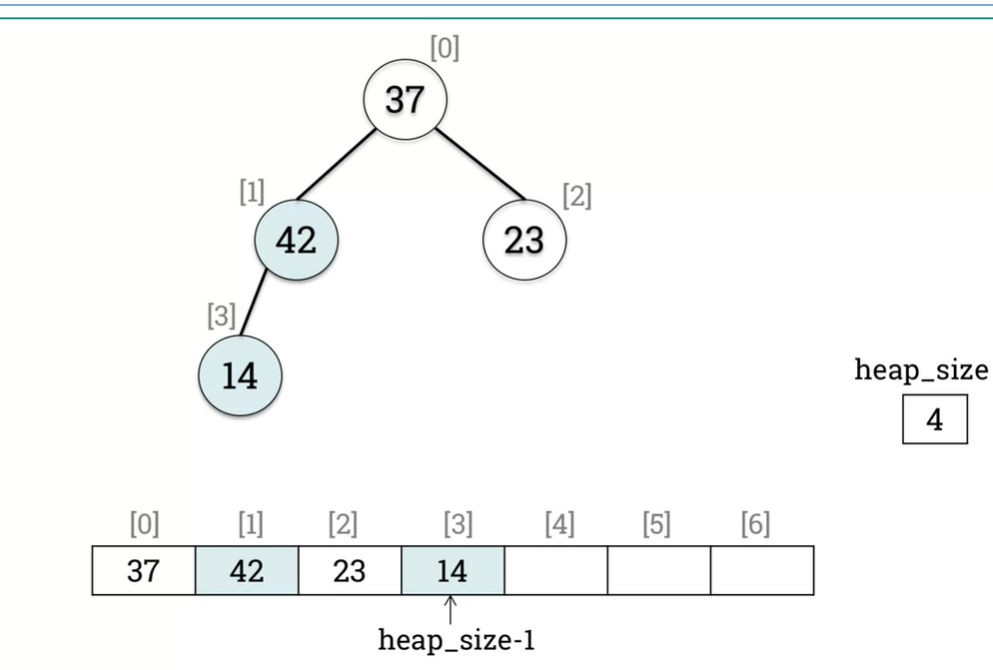 [0]
37
[1]
[2]
42
23
[3]
14
heap_size
4
[0] [1] [2] [3] [4] [5] [6]
37 42 23 14
heap_size-1